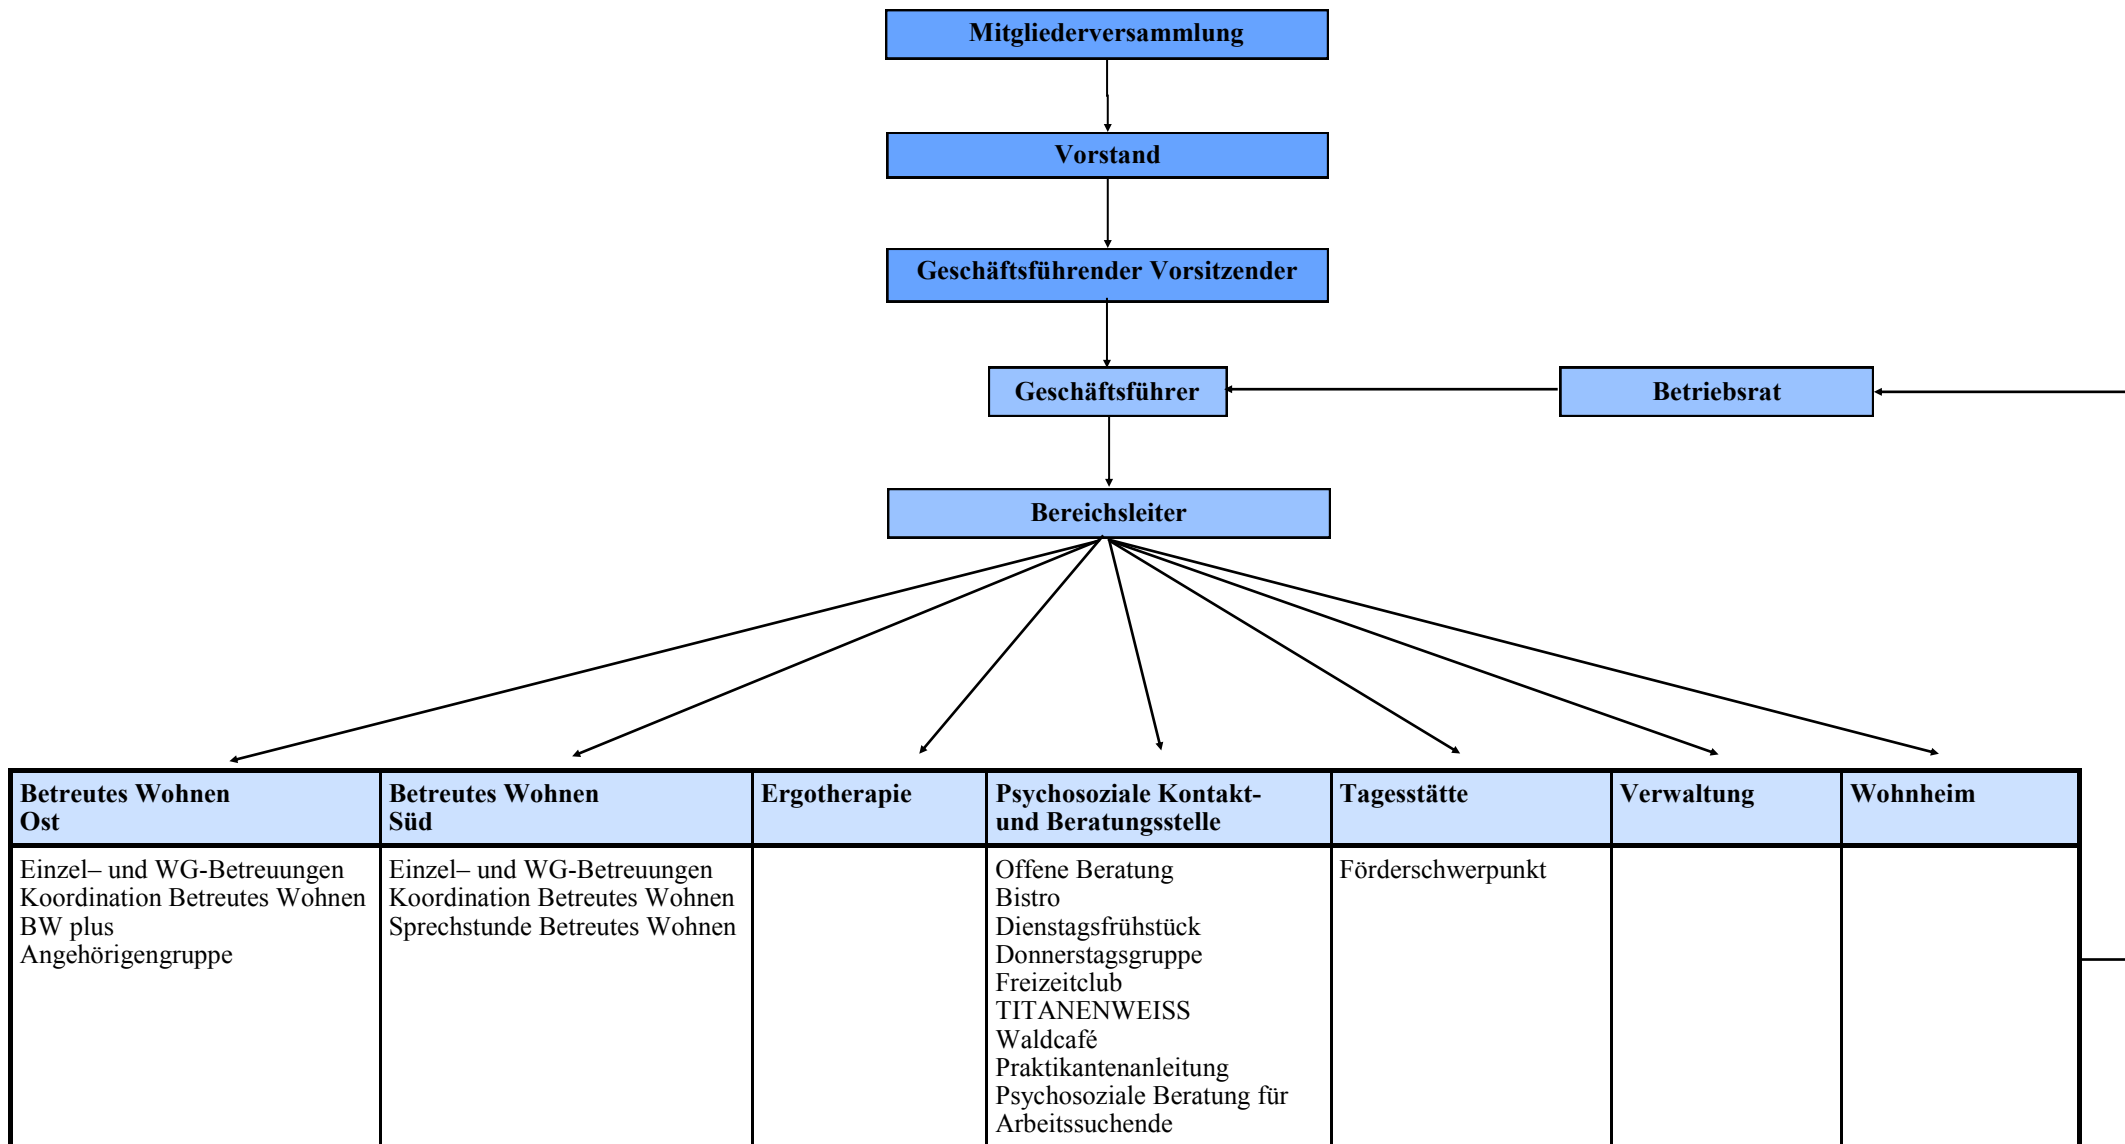 Mitgliederversammlung
Vorstand
Geschäftsführender Vorsitzender
Geschäftsführer
Betriebsrat
Bereichsleiter
Betreutes Wohnen
Ost
Betreutes Wohnen
Süd
Ergotherapie
Psychosoziale Kontakt-
und Beratungsstelle
Tagesstätte
Verwaltung
Wohnheim
Einzel– und WG-Betreuungen
Koordination Betreutes Wohnen
BW plus
Angehörigengruppe
Einzel– und WG-Betreuungen
Koordination Betreutes Wohnen
Sprechstunde Betreutes Wohnen
Offene Beratung
Bistro
Dienstagsfrühstück
Donnerstagsgruppe
Freizeitclub
TITANENWEISS
Waldcafé
Praktikantenanleitung
Psychosoziale Beratung für
Arbeitssuchende
Förderschwerpunkt